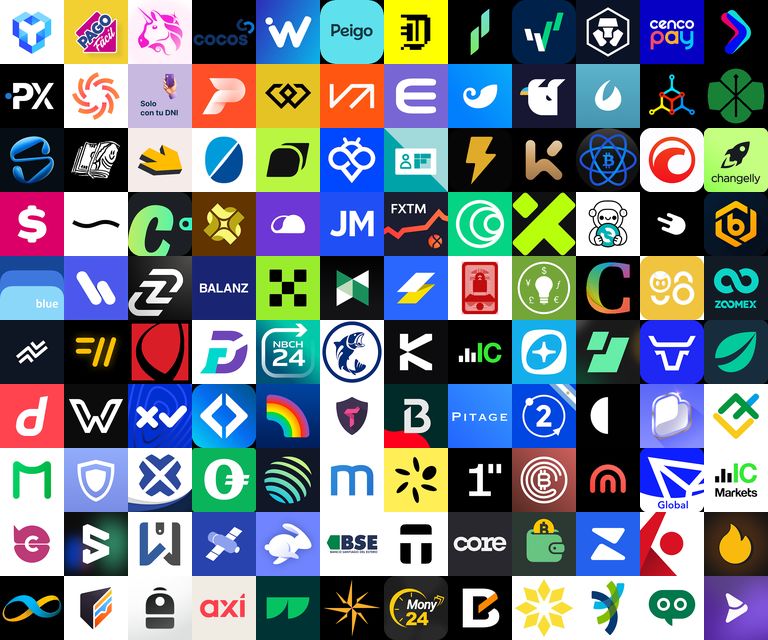 PAGO
Fácil
cocos
Peigo
cenco
pay
PX
Solo
con tu DNI
changelly
JM
FXTM
blue
BALANZ
ZOOMEX
NBCH
24
IC
PITAGE
2
1"
IC
Markets
Global
BSE
core
axi
Mony
24